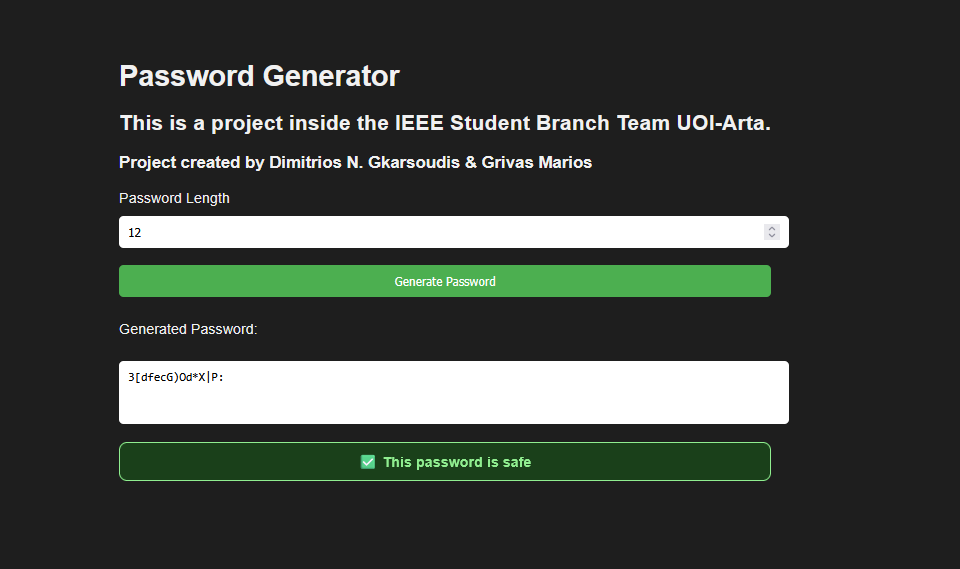 Password Generator
This is a project inside the IEEE Student Branch Team UOI-Arta.
Project created by Dimitrios N. Gkarsoudis & Grivas Marios
Password Length
12
Generate Password
Generated Password:
3[dfecG)Od*X|P:
✅ This password is safe